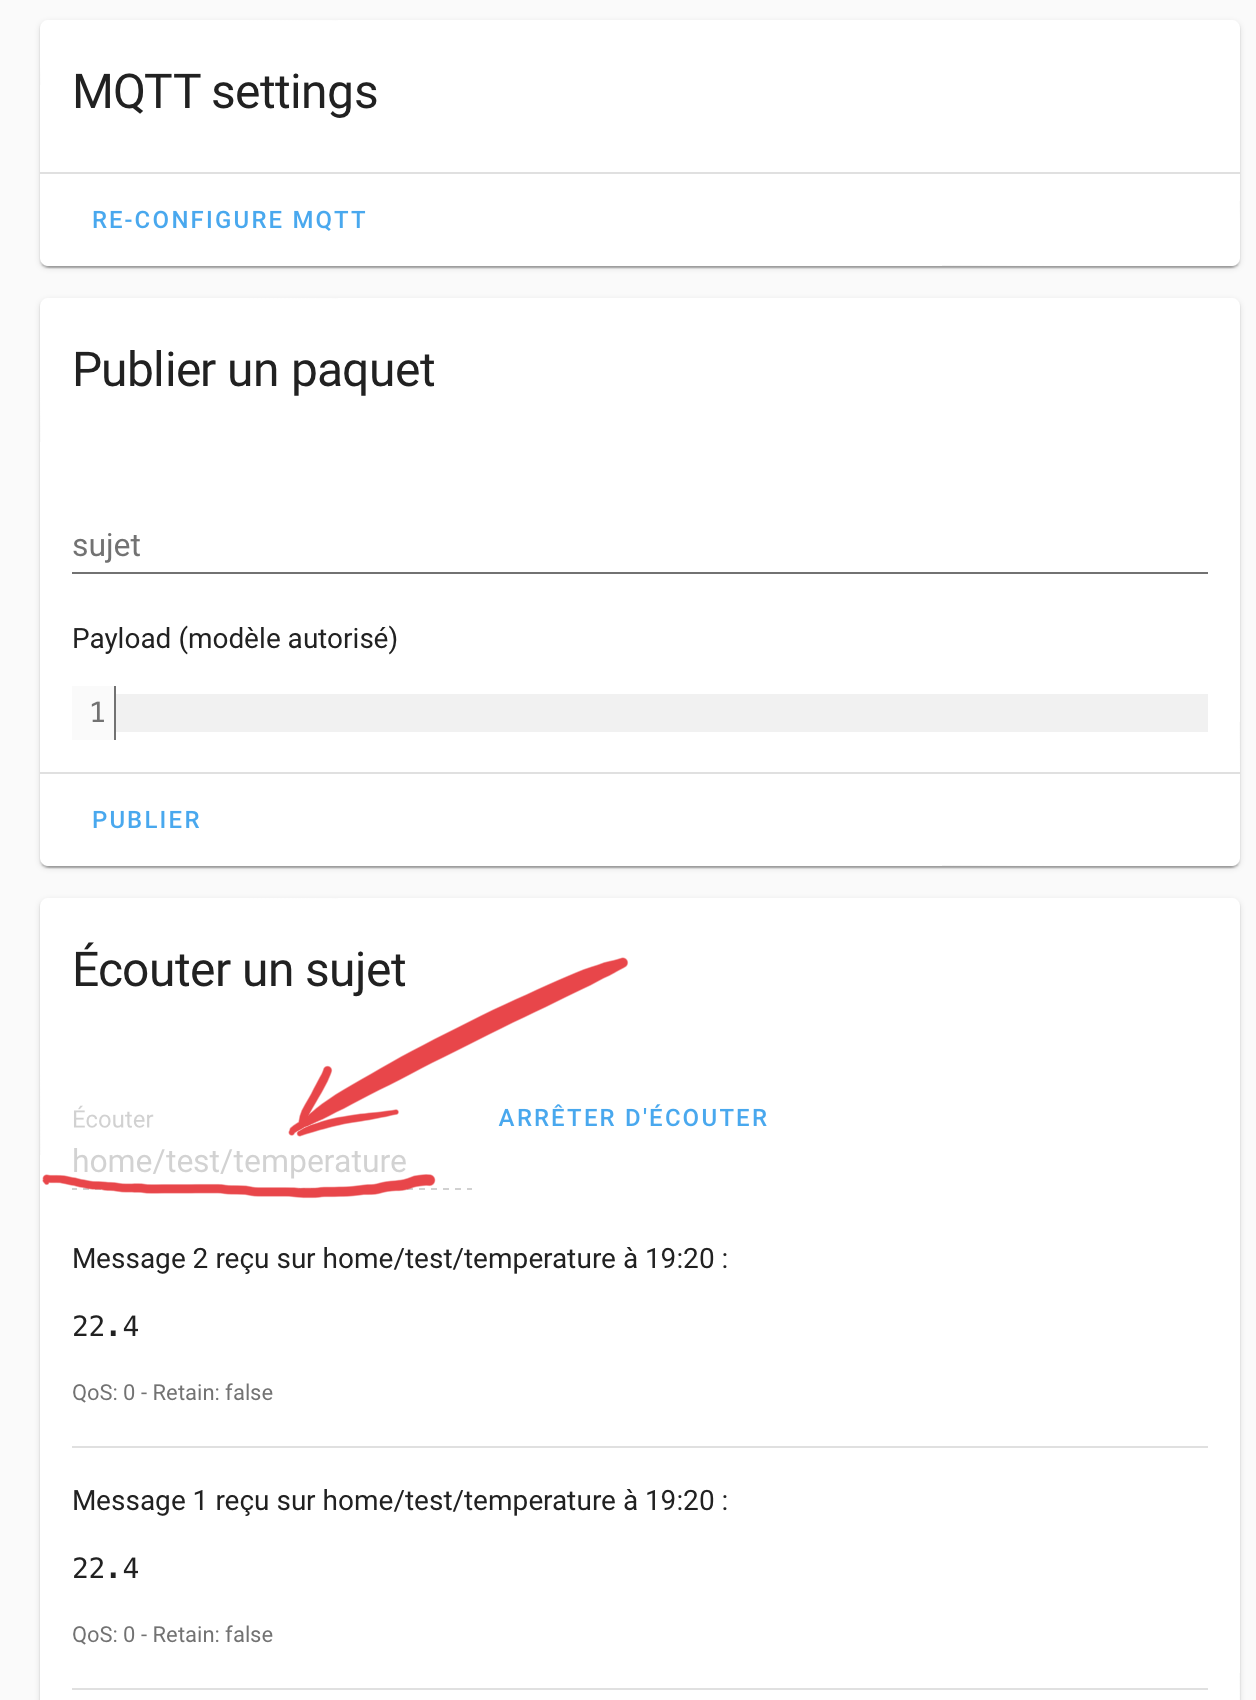 MQTT settings
RE-CONFIGURE MQTT
Publier un paquet
sujet
Payload (modèle autorisé)
1
PUBLIER
Écouter un sujet
Écouter
home/test/temperature
ARRÊTER D'ÉCOUTER
Message 2 reçu sur home/test/temperature à 19:20 :
22.4
QoS: 0 - Retain: false
Message 1 reçu sur home/test/temperature à 19:20 :
22.4
QoS: 0 - Retain: false